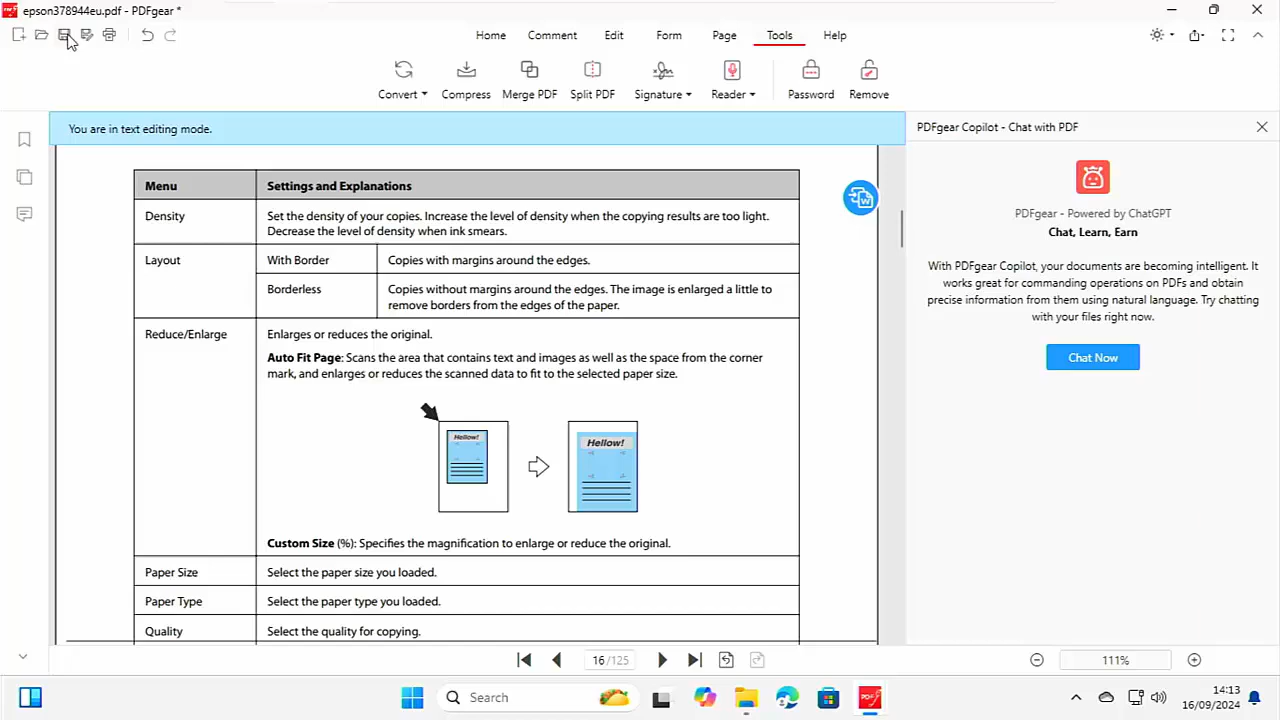 epson378944eu.pdf - PDFgear *
Home Comment Edit Form Page Tools Help
Convert Compress Merge PDF Split PDF Signature Reader Password Remove
You are in text editing mode.
Menu Settings and Explanations
Density Set the density of your copies. Increase the level of density when the copying results are too light.
Decrease the level of density when ink smears.
Layout With Border Copies with margins around the edges.
Borderless Copies without margins around the edges. The image is enlarged a little to
remove borders from the edges of the paper.
Reduce/Enlarge Enlarges or reduces the original.
Auto Fit Page: Scans the area that contains text and images as well as the space from the corner
mark, and enlarges or reduces the scanned data to fit to the selected paper size.
Hellow! Hellow!
Custom Size (%): Specifies the magnification to enlarge or reduce the original.
Paper Size Select the paper size you loaded.
Paper Type Select the paper type you loaded.
Quality Select the quality for copying.
PDFgear Copilot - Chat with PDF
PDFgear - Powered by ChatGPT
Chat, Learn, Earn
With PDFgear Copilot, your documents are becoming intelligent. It
works great for commanding operations on PDFs and obtain
precise information from them using natural language. Try chatting
with your files right now.
Chat Now
16 /125
111%
Search
14:13
16/09/2024